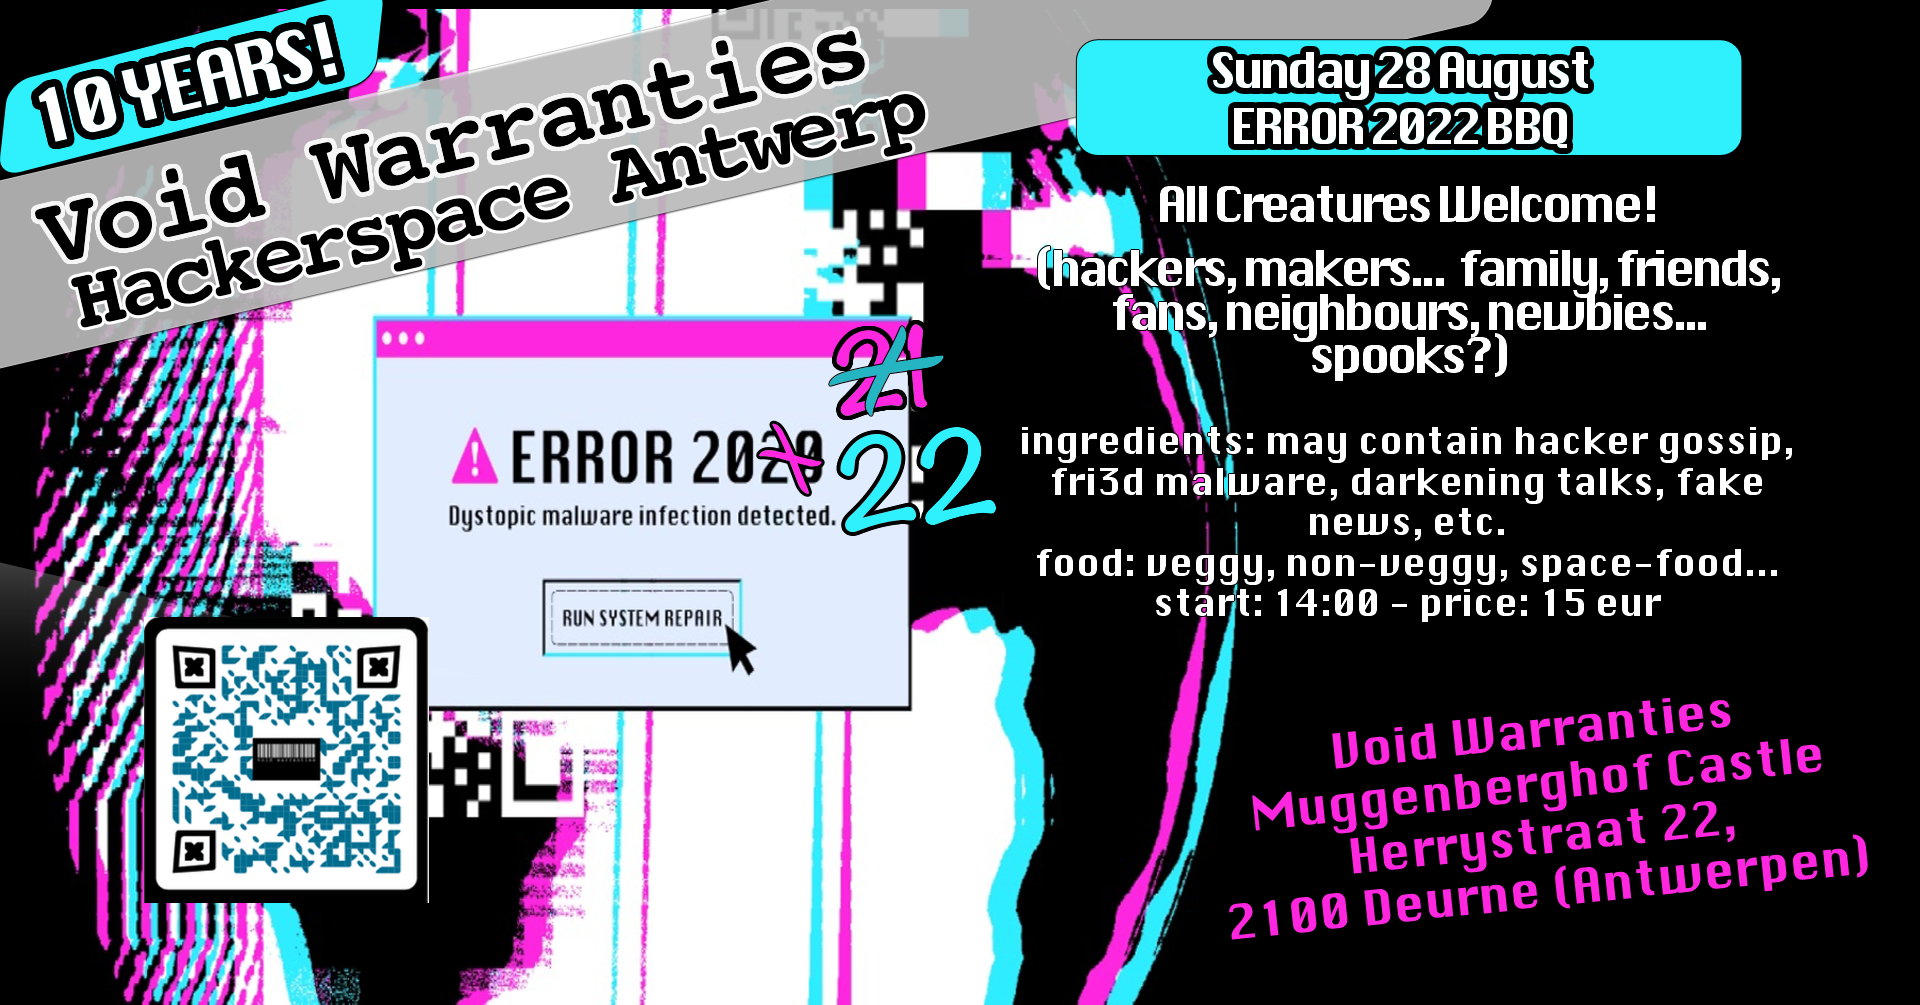 10 YEARS!
Void Warranties
Hackerspace Antwerp
Sunday 28 August
ERROR 2022 BBQ
All Creatures Welcome!
(hackers, makers... family, friends,
fans, neighbours, newbies...
spooks?)
ingredients: may contain hacker gossip,
fri3d malware, darkening talks, fake
news, etc.
food: veggy, non-veggy, space-food...
start: 14:00 - price: 15 eur
21
ERROR 2020
22
Dystopic malware infection detected.
RUN SYSTEM REPAIR
Void Warranties
Muggenberghof Castle
Herrystraat 22,
2100 Deurne (Antwerpen)